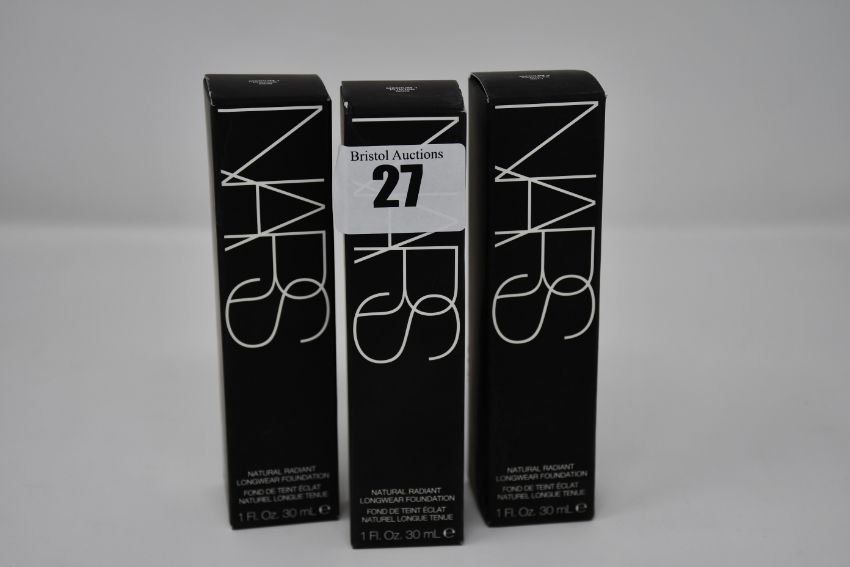 NARS
NATURAL RADIANT
LONGWEAR FOUNDATION
FOND DE TEINT ÉCLAT
NATUREL LONGUE TENUE
1 Fl. Oz. 30 ml e
Bristol Auctions
27
NARS
NATURAL RADIANT
LONGWEAR FOUNDATION
FOND DE TEINT ÉCLAT
NATUREL LONGUE TENUE
1 Fl. Oz. 30 ml e
NARS
NATURAL RADIANT
LONGWEAR FOUNDATION
FOND DE TEINT ÉCLAT
NATUREL LONGUE TENUE
1 Fl. Oz. 30 ml e